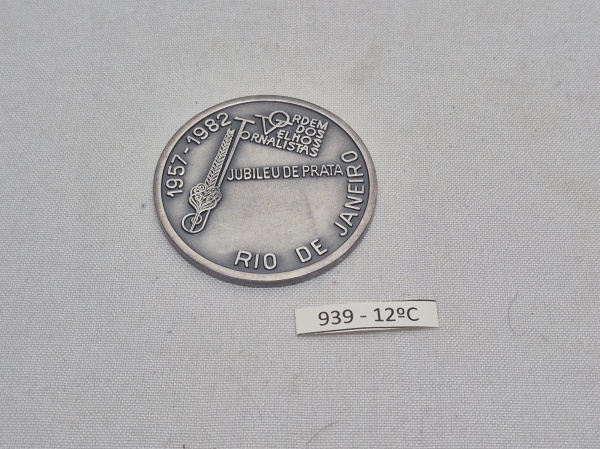 1957-1982
ORDEM
DOS
VELHOS
JORNALISTAS
JUBILEU DE PRATA
RIO DE JANEIRO
939 - 12ºC